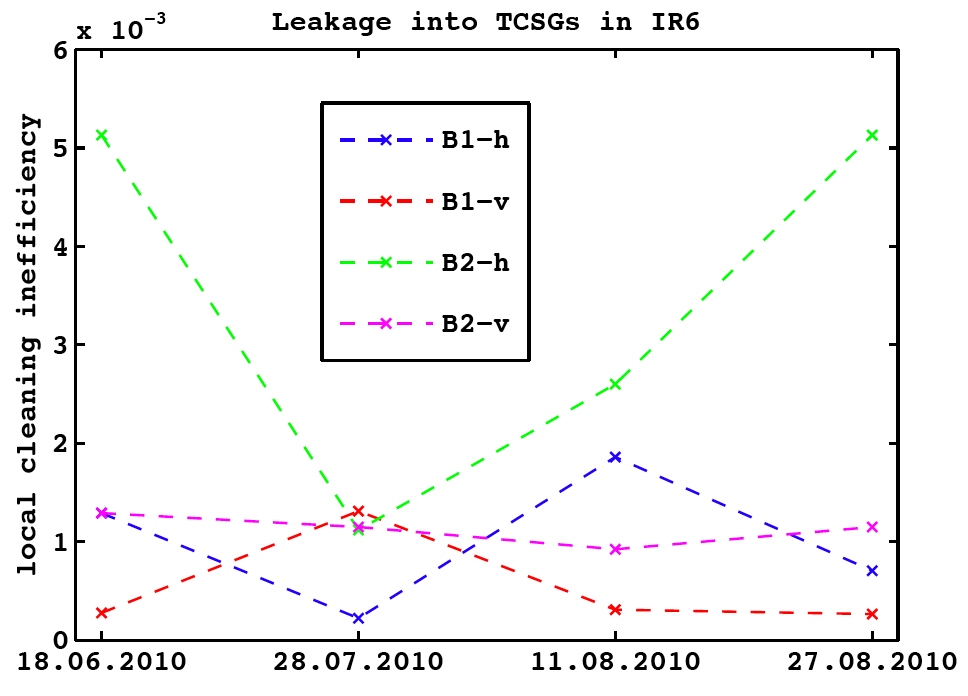 Leakage into TCSGs in IR6
x 10⁻³
6
5
4
3
2
1
0
local cleaning inefficiency
B1-h
B1-v
B2-h
B2-v
18.06.2010 28.07.2010 11.08.2010 27.08.2010